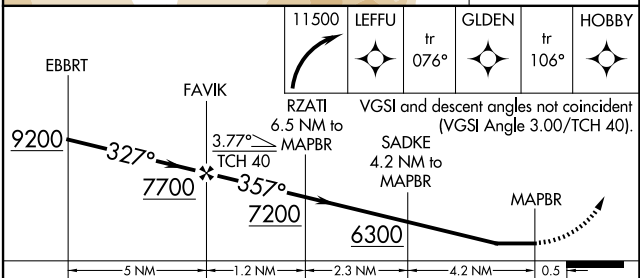 11500
LEFFU
tr
076°
GLDEN
tr
106°
HOBBY
EBBRT
FAVIK
RZATI
6.5 NM to
MAPBR
VGSI and descent angles not coincident
(VGSI Angle 3.00/TCH 40).
SADKE
4.2 NM to
MAPBR
9200
327°
3.77°
TCH 40
7700
357°
7200
6300
MAPBR
5 NM
1.2 NM
2.3 NM
4.2 NM
0.5